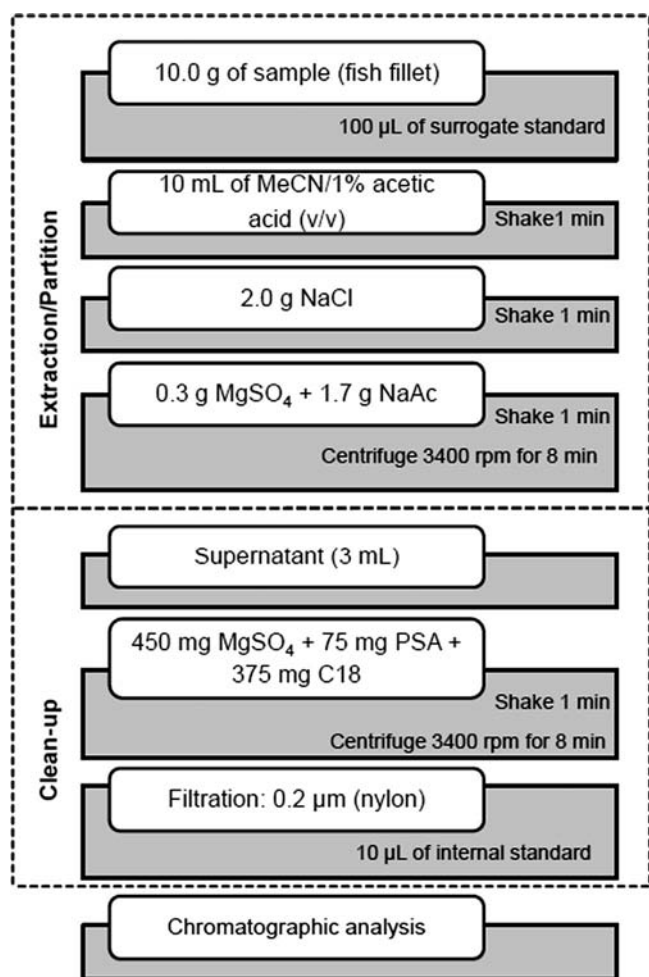 Extraction/Partition
10.0 g of sample (fish fillet)
100 µL of surrogate standard
10 mL of MeCN/1% acetic
acid (v/v)
Shake1 min
2.0 g NaCl
Shake 1 min
0.3 g MgSO₄ + 1.7 g NaAc
Shake 1 min
Centrifuge 3400 rpm for 8 min
Clean-up
Supernatant (3 mL)
450 mg MgSO₄ + 75 mg PSA +
375 mg C18
Shake 1 min
Centrifuge 3400 rpm for 8 min
Filtration: 0.2 µm (nylon)
10 µL of internal standard
Chromatographic analysis